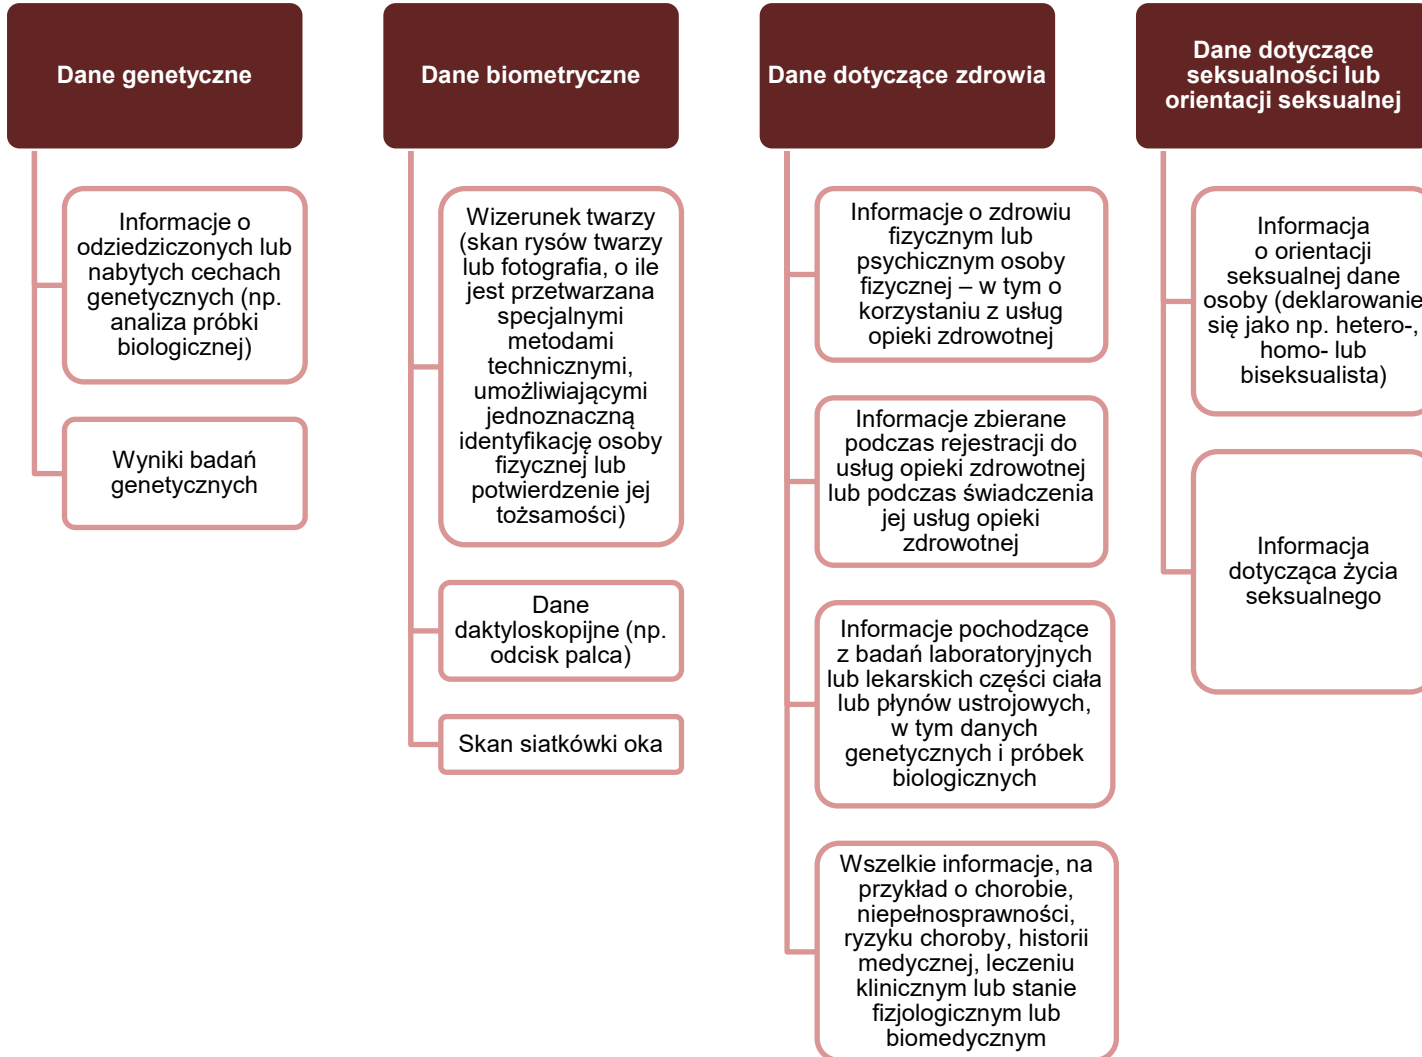 Dane genetyczne
Informacje o
odziedziczonych lub
nabytych cechach
genetycznych (np.
analiza próbki
biologicznej)
Wyniki badań
genetycznych
Dane biometryczne
Wizerunek twarzy
(skan rysów twarzy
lub fotografia, o ile
jest przetwarzana
specjalnymi
metodami
technicznymi,
umożliwiającymi
jednoznaczną
identyfikację osoby
fizycznej lub
potwierdzenie jej
tożsamości)
Dane
daktyloskopijne (np.
odcisk palca)
Skan siatkówki oka
Dane dotyczące zdrowia
Informacje o zdrowiu
fizycznym lub
psychicznym osoby
fizycznej – w tym o
korzystaniu z usług
opieki zdrowotnej
Informacje zbierane
podczas rejestracji do
usług opieki zdrowotnej
lub podczas świadczenia
jej usług opieki
zdrowotnej
Informacje pochodzące
z badań laboratoryjnych
lub lekarskich części ciała
lub płynów ustrojowych,
w tym danych
genetycznych i próbek
biologicznych
Wszelkie informacje, na
przykład o chorobie,
niepełnosprawności,
ryzyku choroby, historii
medycznej, leczeniu
klinicznym lub stanie
fizjologicznym lub
biomedycznym
Dane dotyczące
seksualności lub
orientacji seksualnej
Informacja
o orientacji
seksualnej dane
osoby (deklarowanie
się jako np. hetero-,
homo- lub
biseksualista)
Informacja
dotycząca życia
seksualnego